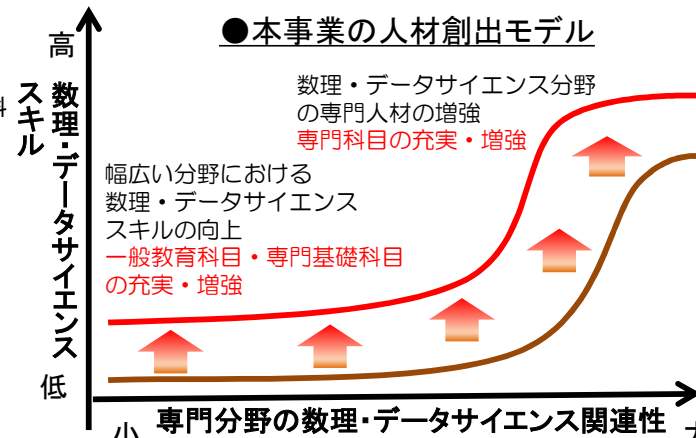 ●本事業の人材創出モデル
高
数理・データサイエンス
スキル
数理・データサイエンス分野
の専門人材の増強
専門科目の充実・増強
幅広い分野における
数理・データサイエンス
スキルの向上
一般教育科目・専門基礎科目
の充実・増強
低
小
専門分野の数理・データサイエンス関連性